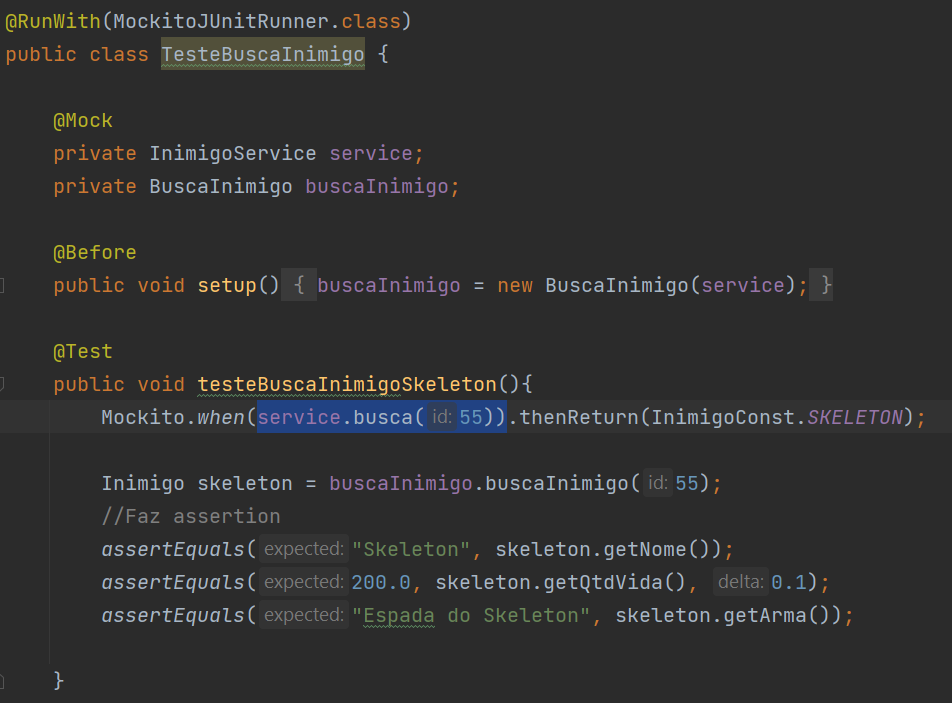 @RunWith(MockitoJUnitRunner.class)
public class TesteBuscaInimigo {
@Mock
private InimigoService service;
private BuscaInimigo buscaInimigo;
@Before
public void setup() { buscaInimigo = new BuscaInimigo(service); }
@Test
public void testeBuscaInimigoSkeleton(){
Mockito.when(service.busca( id: 55)).thenReturn(InimigoConst.SKELETON);
Inimigo skeleton = buscaInimigo.buscaInimigo( id: 55);
//Faz assertion
assertEquals( expected: "Skeleton", skeleton.getNome());
assertEquals( expected: 200.0, skeleton.getQtdVida(), delta: 0.1);
assertEquals( expected: "Espada do Skeleton", skeleton.getArma());
}